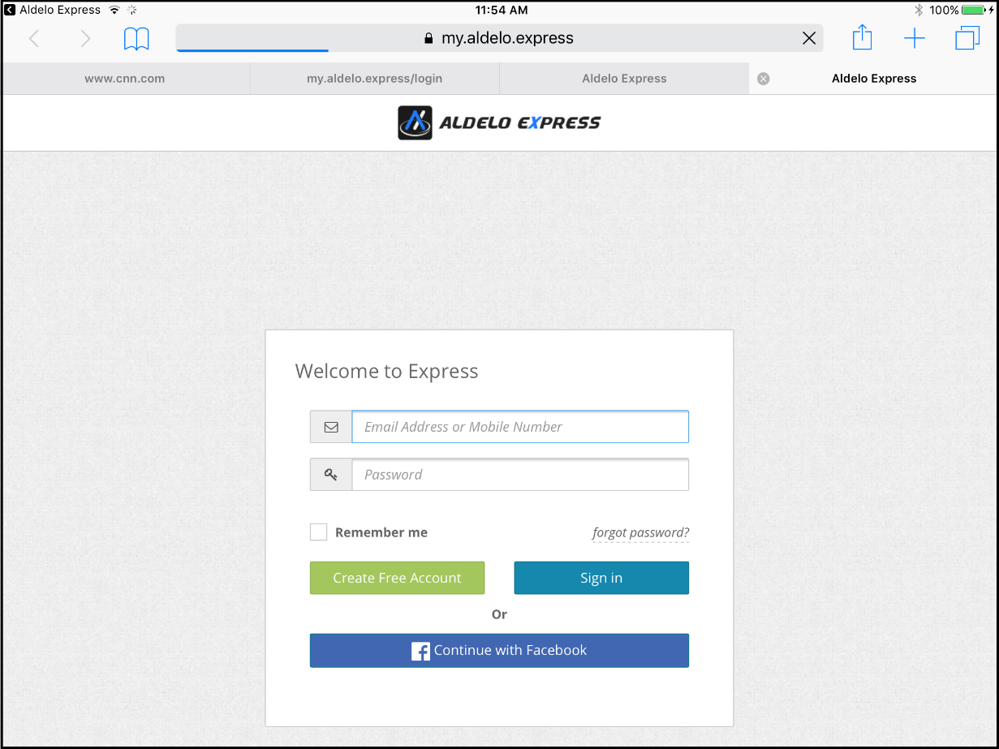 Aldelo Express
11:54 AM
100%
my.aldelo.express
www.cnn.com
my.aldelo.express/login
Aldelo Express
Aldelo Express
ALDELO EXPRESS
Welcome to Express
Email Address or Mobile Number
Password
Remember me
forgot password?
Create Free Account
Sign in
Or
Continue with Facebook